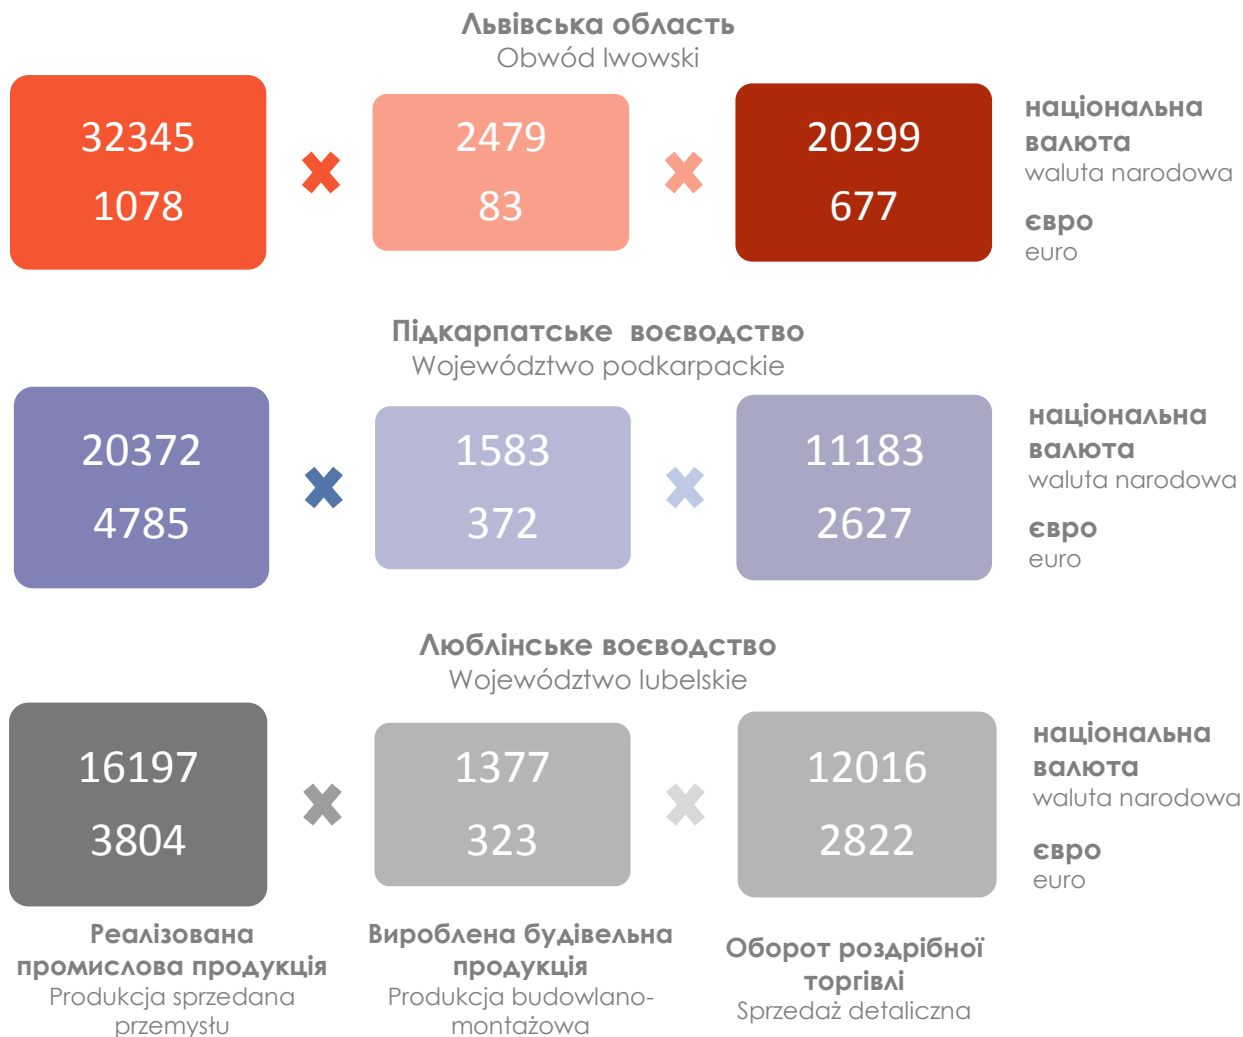 Львівська область
Obwód lwowski
32345
1078
2479
83
20299
677
національна
валюта
waluta narodowa
євро
euro
Підкарпатське воєводство
Województwo podkarpackie
20372
4785
1583
372
11183
2627
національна
валюта
waluta narodowa
євро
euro
Люблінське воєводство
Województwo lubelskie
16197
3804
1377
323
12016
2822
національна
валюта
waluta narodowa
євро
euro
Реалізована
промислова продукція
Produkcja sprzedana
przemysłu
Вироблена будівельна
продукція
Produkcja budowlano-
montażowa
Оборот роздрібної
торгівлі
Sprzedaż detaliczna